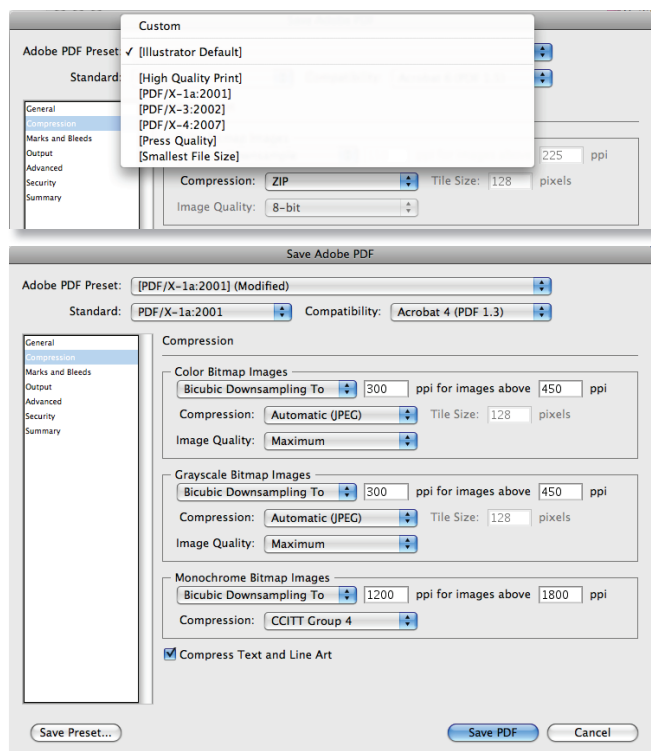 Custom
Adobe PDF Preset: ✓ [Illustrator Default]
Standard: [High Quality Print]
[PDF/X-1a:2001]
[PDF/X-3:2002]
[PDF/X-4:2007]
[Press Quality]
[Smallest File Size]
General
Compression
Marks and Bleeds
Output
Advanced
Security
Summary
225 ppi
Compression: ZIP Tile Size: 128 pixels
Image Quality: 8-bit
Save Adobe PDF
Adobe PDF Preset: [PDF/X-1a:2001] (Modified)
Standard: PDF/X-1a:2001 Compatibility: Acrobat 4 (PDF 1.3)
General
Compression
Marks and Bleeds
Output
Advanced
Security
Summary
Compression
Color Bitmap Images
Bicubic Downsampling To 300 ppi for images above 450 ppi
Compression: Automatic (JPEG) Tile Size: 128 pixels
Image Quality: Maximum
Grayscale Bitmap Images
Bicubic Downsampling To 300 ppi for images above 450 ppi
Compression: Automatic (JPEG) Tile Size: 128 pixels
Image Quality: Maximum
Monochrome Bitmap Images
Bicubic Downsampling To 1200 ppi for images above 1800 ppi
Compression: CCITT Group 4
Compress Text and Line Art
Save Preset... Save PDF Cancel